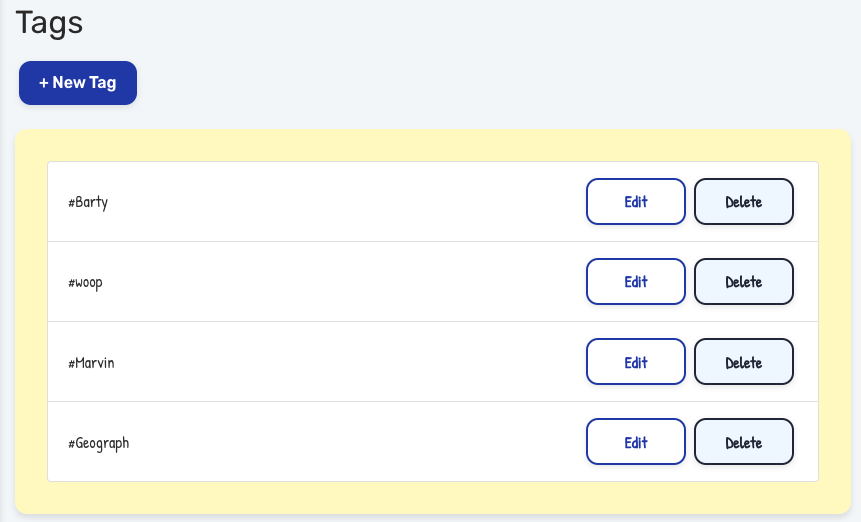 Tags
+ New Tag
#Barty Edit Delete
#woop Edit Delete
#Marvin Edit Delete
#Geograph Edit Delete